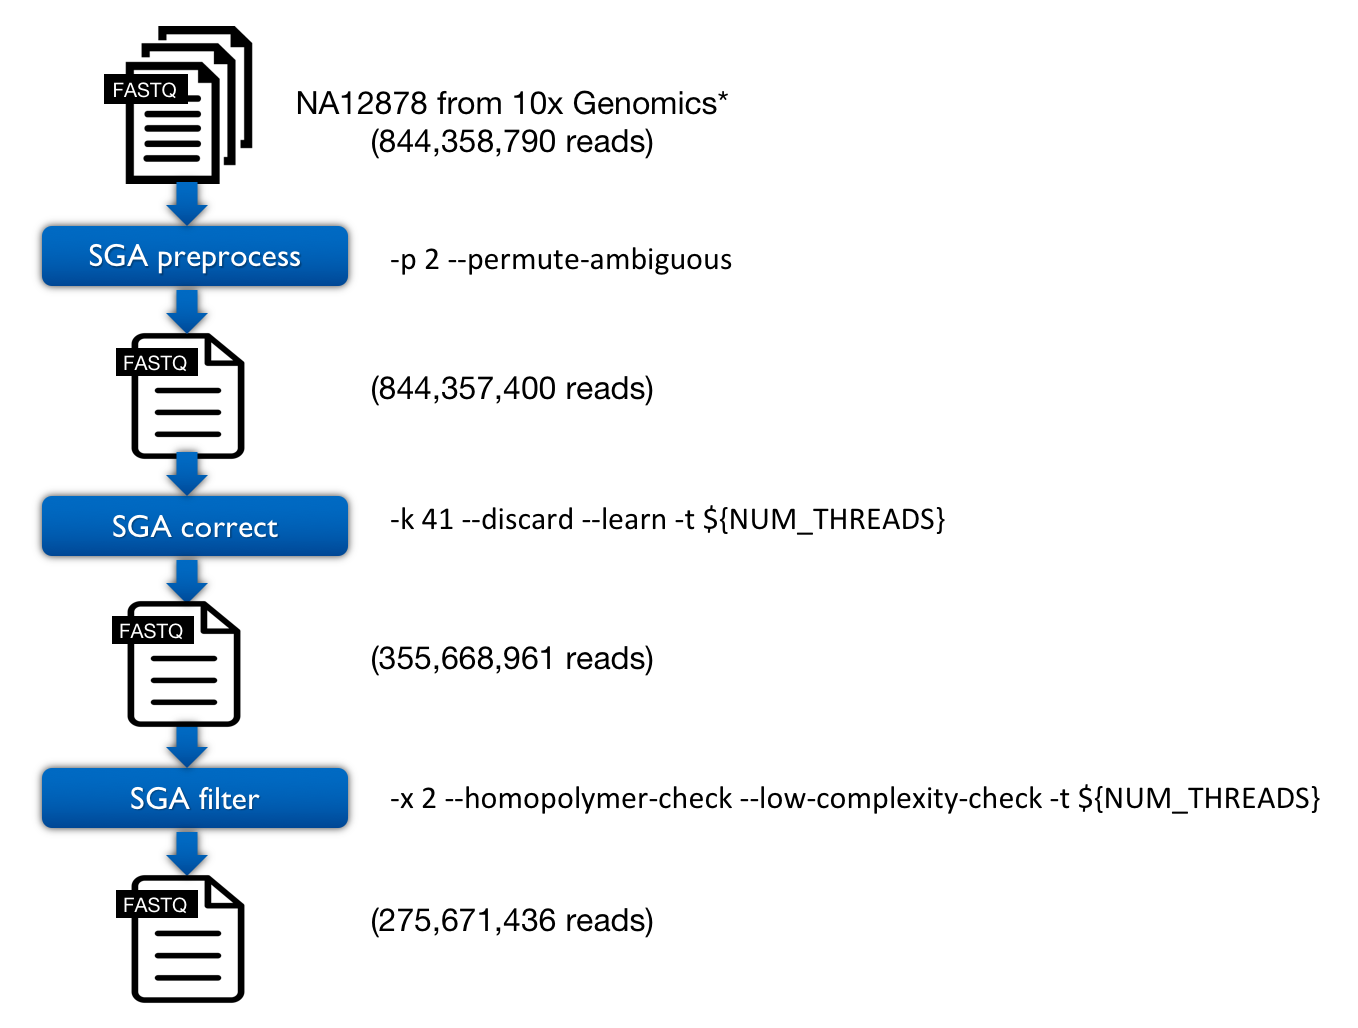 FASTQ
NA12878 from 10x Genomics*
(844,358,790 reads)
SGA preprocess
-p 2 --permute-ambiguous
FASTQ
(844,357,400 reads)
SGA correct
-k 41 --discard --learn -t ${NUM_THREADS}
FASTQ
(355,668,961 reads)
SGA filter
-x 2 --homopolymer-check --low-complexity-check -t ${NUM_THREADS}
FASTQ
(275,671,436 reads)